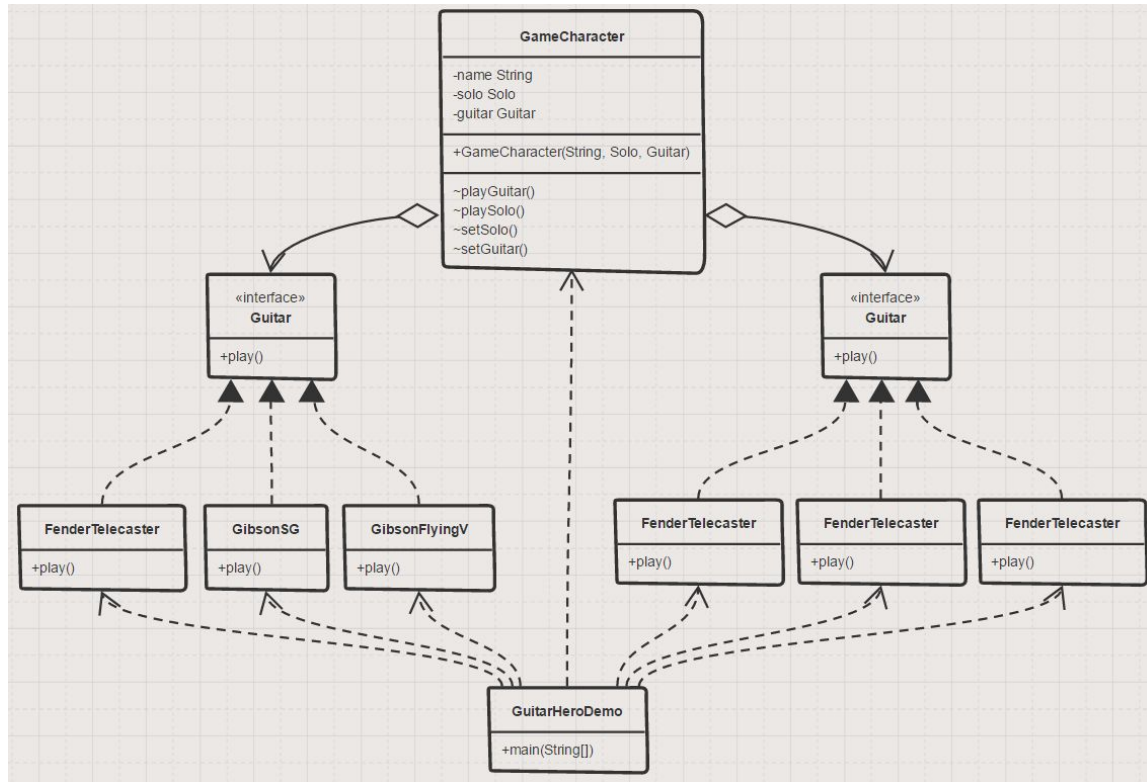 GameCharacter
-name String
-solo Solo
-guitar Guitar
+GameCharacter(String, Solo, Guitar)
~playGuitar()
~playSolo()
~setSolo()
~setGuitar()
«interface»
Guitar
+play()
«interface»
Guitar
+play()
FenderTelecaster
+play()
GibsonSG
+play()
GibsonFlyingV
+play()
FenderTelecaster
+play()
FenderTelecaster
+play()
FenderTelecaster
+play()
GuitarHeroDemo
+main(String[])